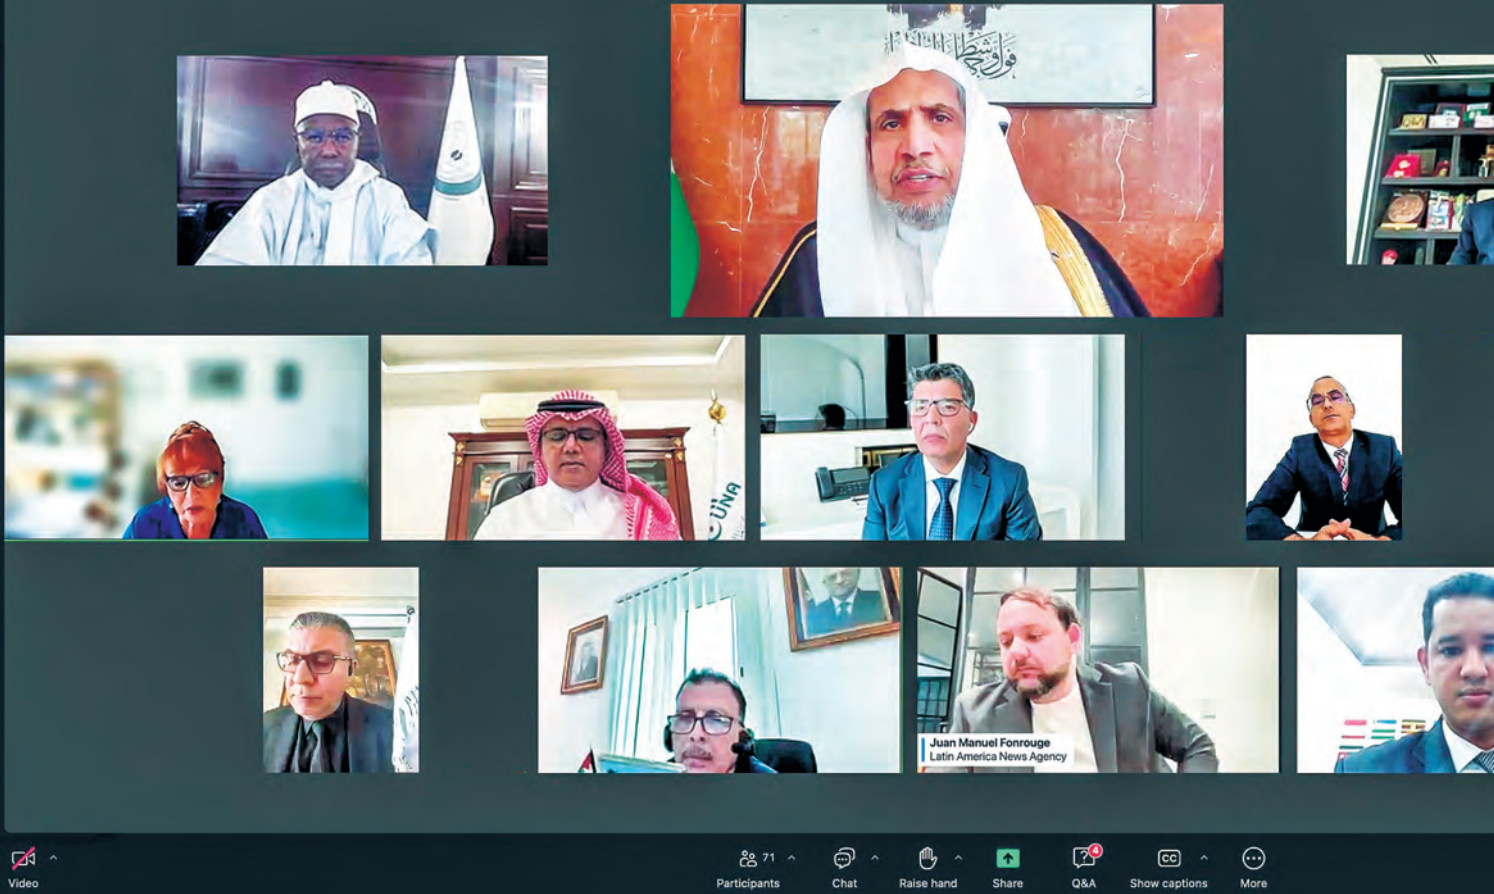 UNA
Juan Manuel Fonrouge
Latin America News Agency
71
4
CC
Video
Participants
Chat
Raise hand
Share
Q&A
Show captions
More